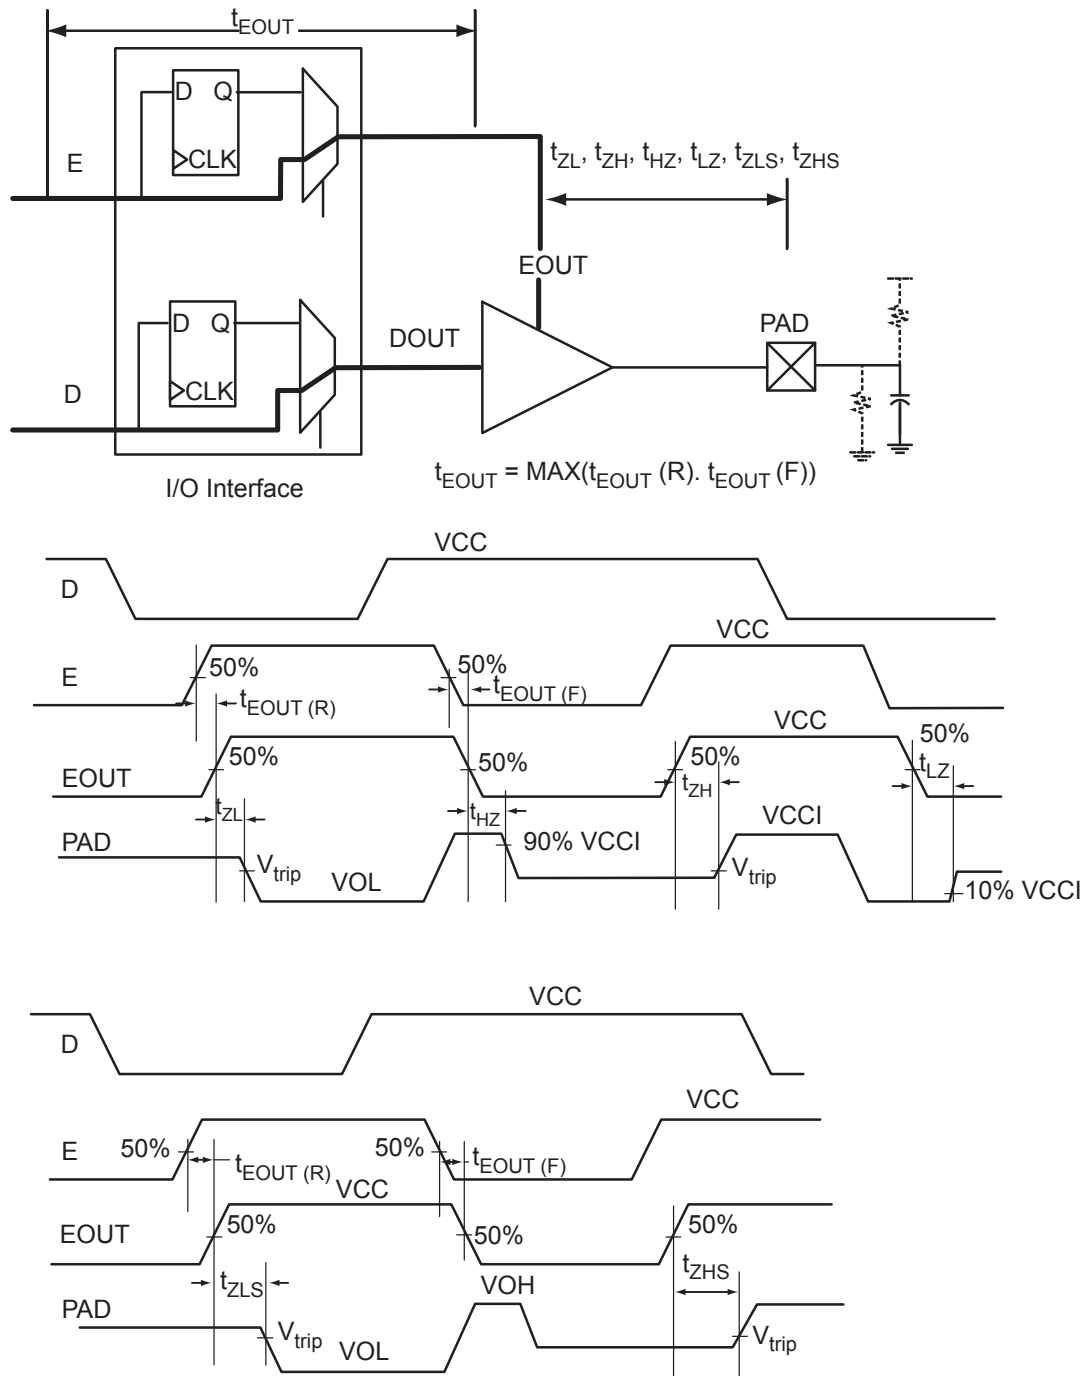 tEOUT
D Q
CLK
E
tZL, tZH, tHZ, tLZ, tZLS, tZHS
EOUT
D Q
CLK
D
DOUT
PAD
tEOUT = MAX(tEOUT (R). tEOUT (F))
I/O Interface
VCC
D
VCC
E
50%
50%
tEOUT (R)
tEOUT (F)
VCC
50%
EOUT
50%
50%
50%
tLZ
tZH
tZL
tHZ
VCCI
PAD
90% VCCI
Vtrip
VOL
Vtrip
10% VCCI
VCC
D
VCC
E
50%
50%
tEOUT (R)
tEOUT (F)
VCC
EOUT
50%
50%
50%
tZLS
VOH
tZHS
PAD
Vtrip
VOL
Vtrip